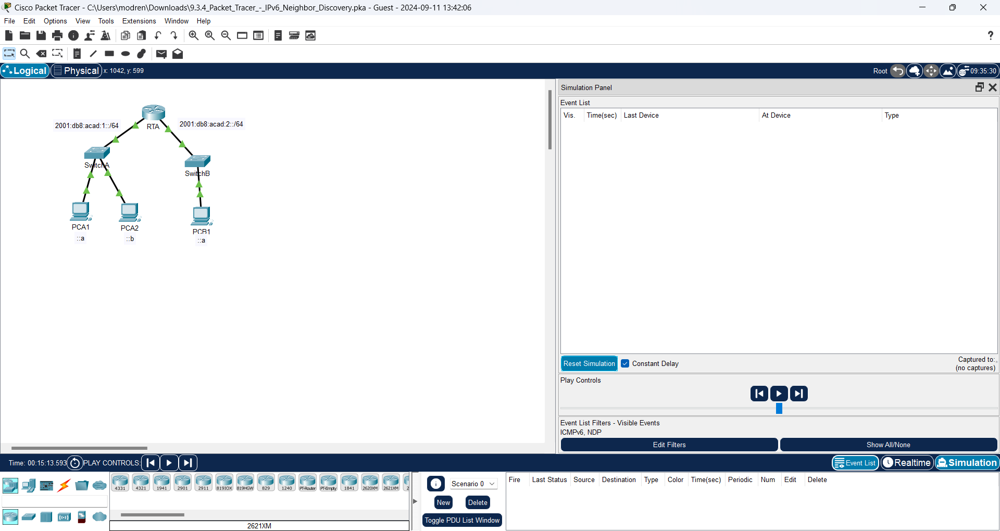 Cisco Packet Tracer - C:\Users\modren\Downloads\9.3.4_Packet_Tracer_-_IPv6_Neighbor_Discovery.pka - Guest - 2024-09-11 13:42:06
File Edit Options View Tools Extensions Window Help
Logical Physical x: 1042, y: 599 Root 09:35:30
Simulation Panel
Event List
Vis. Time(sec) Last Device At Device Type
RTA
2001:db8:acad:1::/64 2001:db8:acad:2::/64
SwitchA
SwitchB
PCA1 PCA2 PCB1
::a ::b ::a
Reset Simulation Constant Delay Captured to:
(no captures)
Play Controls
Event List Filters - Visible Events
ICMPv6, NDP
Edit Filters Show All/None
Time: 00:15:13.593 PLAY CONTROLS: Event List Realtime Simulation
4331 4321 1941 2901 2911 819IOX 819HGW 829 1240 PT-Router PT-Empty 1841 2620XM 2621XM 2
2621XM
Scenario 0
New Delete
Toggle PDU List Window
Fire Last Status Source Destination Type Color Time(sec) Periodic Num Edit Delete